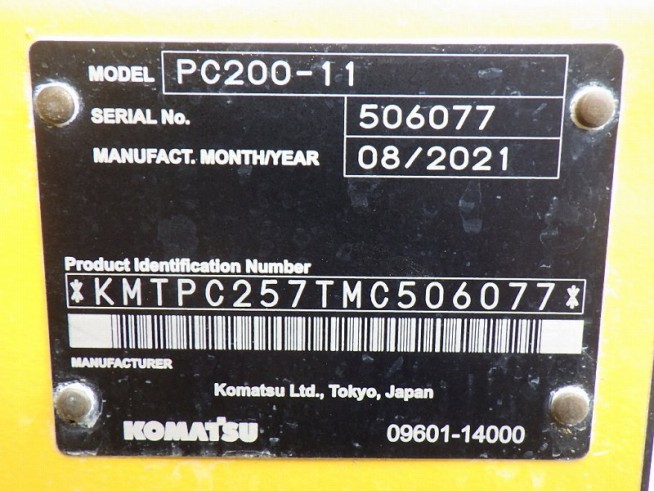 MODEL PC200-11
SERIAL No. 506077
MANUFACT. MONTH/YEAR 08/2021
Product Identification Number
*KMTPC257TMC506077*
MANUFACTURER
Komatsu Ltd., Tokyo, Japan
KOMATSU 09601-14000